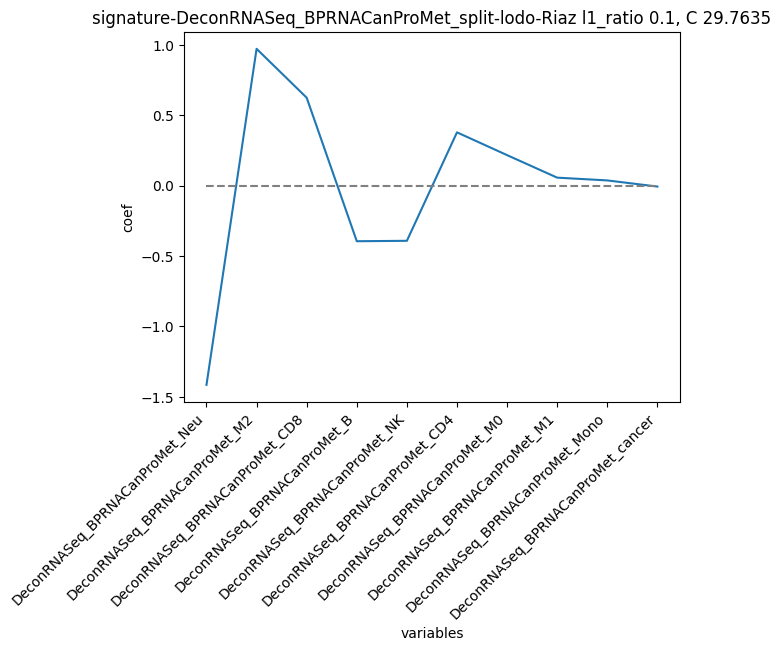 signature-DeconRNASeq_BPRNACanProMet_split-lodo-Riaz l1_ratio 0.1, C 29.7635
1.0
0.5
0.0
−0.5
−1.0
−1.5
coef
DeconRNASeq_BPRNACanProMet_Neu
DeconRNASeq_BPRNACanProMet_M2
DeconRNASeq_BPRNACanProMet_CD8
DeconRNASeq_BPRNACanProMet_B
DeconRNASeq_BPRNACanProMet_NK
DeconRNASeq_BPRNACanProMet_CD4
DeconRNASeq_BPRNACanProMet_M0
DeconRNASeq_BPRNACanProMet_M1
DeconRNASeq_BPRNACanProMet_Mono
DeconRNASeq_BPRNACanProMet_cancer
variables